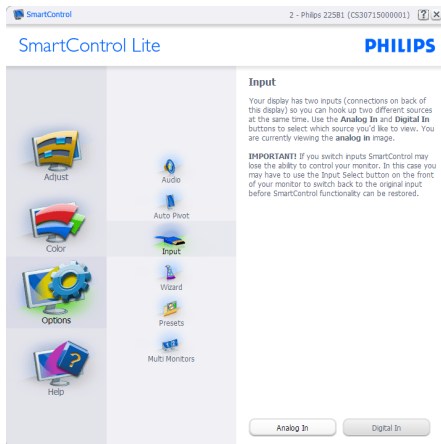 SmartControl
2 - Philips 225B1 (CS30715000001) ? X
SmartControl Lite
PHILIPS
Adjust
Color
Options
Help
Audio
Auto Pivot
Input
Wizard
Presets
Multi Monitors
Input
Your display has two inputs (connections on back of
this display) so you can hook up two different sources
at the same time. Use the Analog In and Digital In
buttons to select which source you'd like to view. You
are currently viewing the analog in image.
IMPORTANT! If you switch inputs SmartControl may
lose the ability to control your monitor. In this case you
may have to use the Input Select button on the front
of your monitor to switch back to the original input
before SmartControl functionality can be restored.
Analog In
Digital In